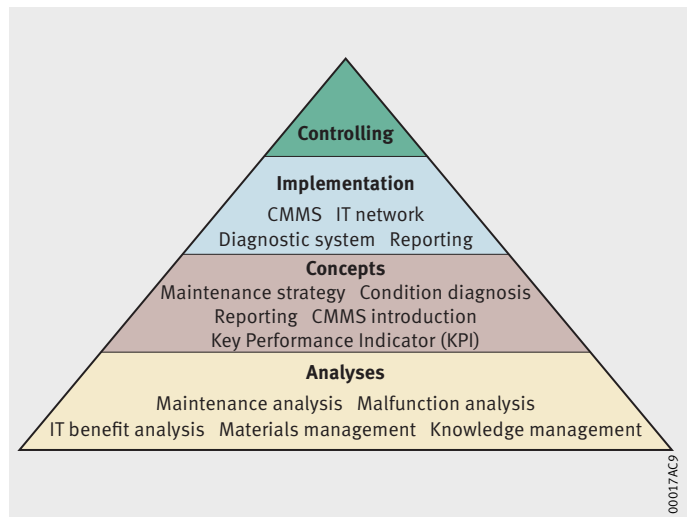 Controlling
Implementation
CMMS IT network
Diagnostic system Reporting
Concepts
Maintenance strategy Condition diagnosis
Reporting CMMS introduction
Key Performance Indicator (KPI)
Analyses
Maintenance analysis Malfunction analysis
IT benefit analysis Materials management Knowledge management
00017AC9